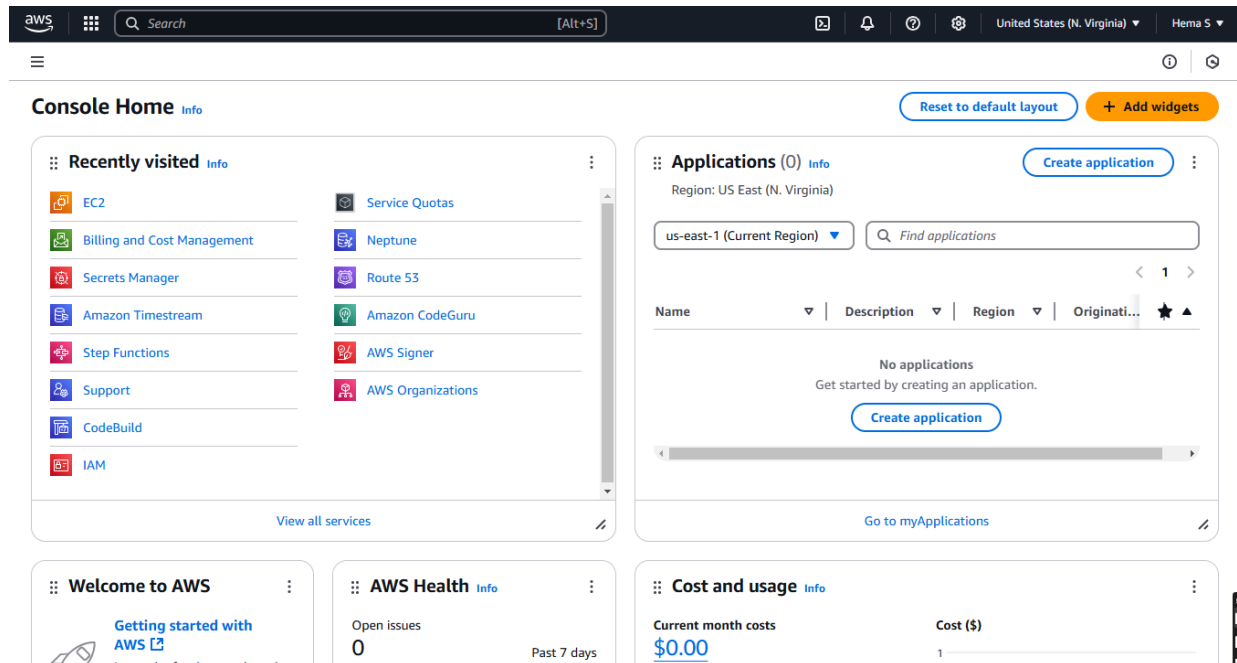 aws
Search [Alt+S]
United States (N. Virginia) ▼
Hema S ▼
Console Home Info
Reset to default layout
+ Add widgets
Recently visited Info
EC2
Billing and Cost Management
Secrets Manager
Amazon Timestream
Step Functions
Support
CodeBuild
IAM
Service Quotas
Neptune
Route 53
Amazon CodeGuru
AWS Signer
AWS Organizations
View all services
Applications (0) Info
Create application
Region: US East (N. Virginia)
us-east-1 (Current Region) ▼
Find applications
1
Name Description Region Originati...
No applications
Get started by creating an application.
Create application
Go to myApplications
Welcome to AWS
Getting started with
AWS
AWS Health Info
Open issues
0
Past 7 days
Cost and usage Info
Current month costs
$0.00
Cost ($)
1